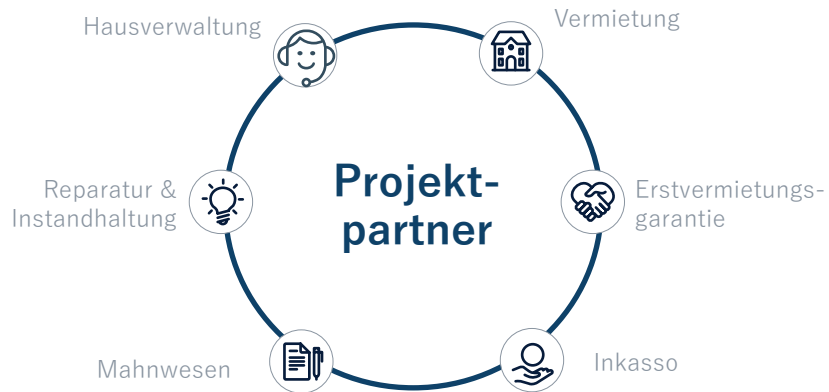 Hausverwaltung
Vermietung
Projekt-
partner
Reparatur &
Instandhaltung
Erstvermietungs-
garantie
Mahnwesen
Inkasso